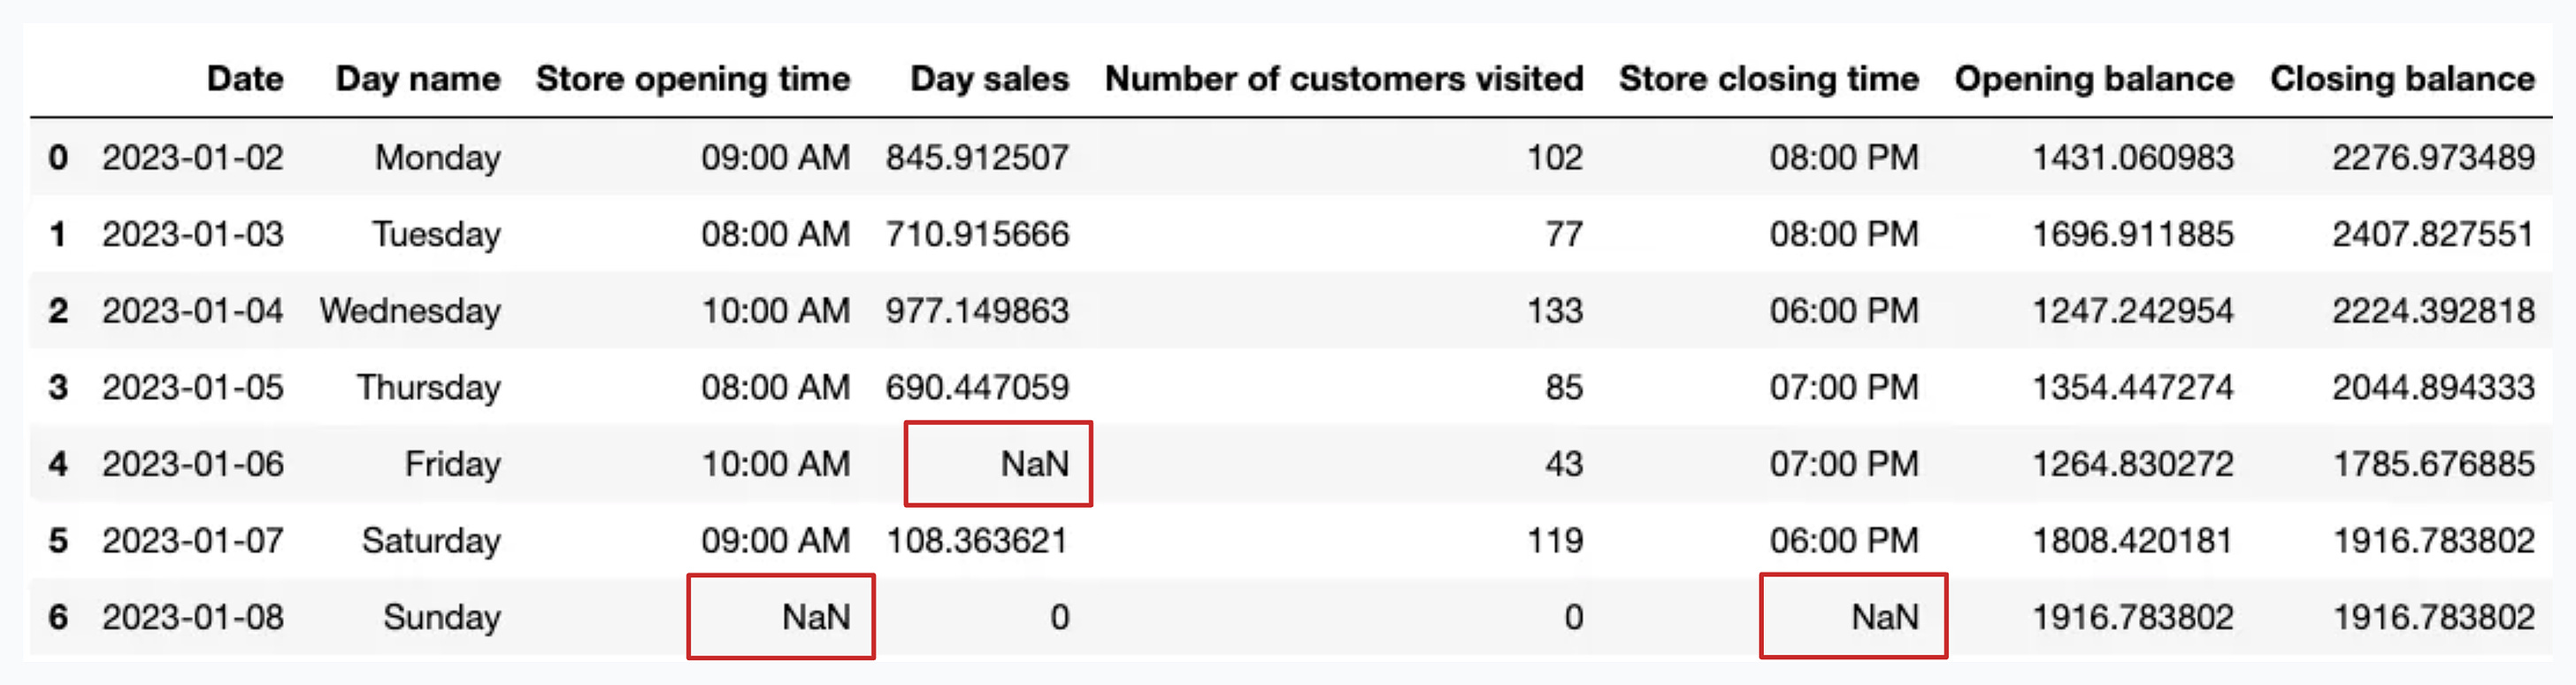 Date Day name Store opening time Day sales Number of customers visited Store closing time Opening balance Closing balance
0 2023-01-02 Monday 09:00 AM 845.912507 102 08:00 PM 1431.060983 2276.973489
1 2023-01-03 Tuesday 08:00 AM 710.915666 77 08:00 PM 1696.911885 2407.827551
2 2023-01-04 Wednesday 10:00 AM 977.149863 133 06:00 PM 1247.242954 2224.392818
3 2023-01-05 Thursday 08:00 AM 690.447059 85 07:00 PM 1354.447274 2044.894333
4 2023-01-06 Friday 10:00 AM NaN 43 07:00 PM 1264.830272 1785.676885
5 2023-01-07 Saturday 09:00 AM 108.363621 119 06:00 PM 1808.420181 1916.783802
6 2023-01-08 Sunday NaN 0 0 NaN 1916.783802 1916.783802